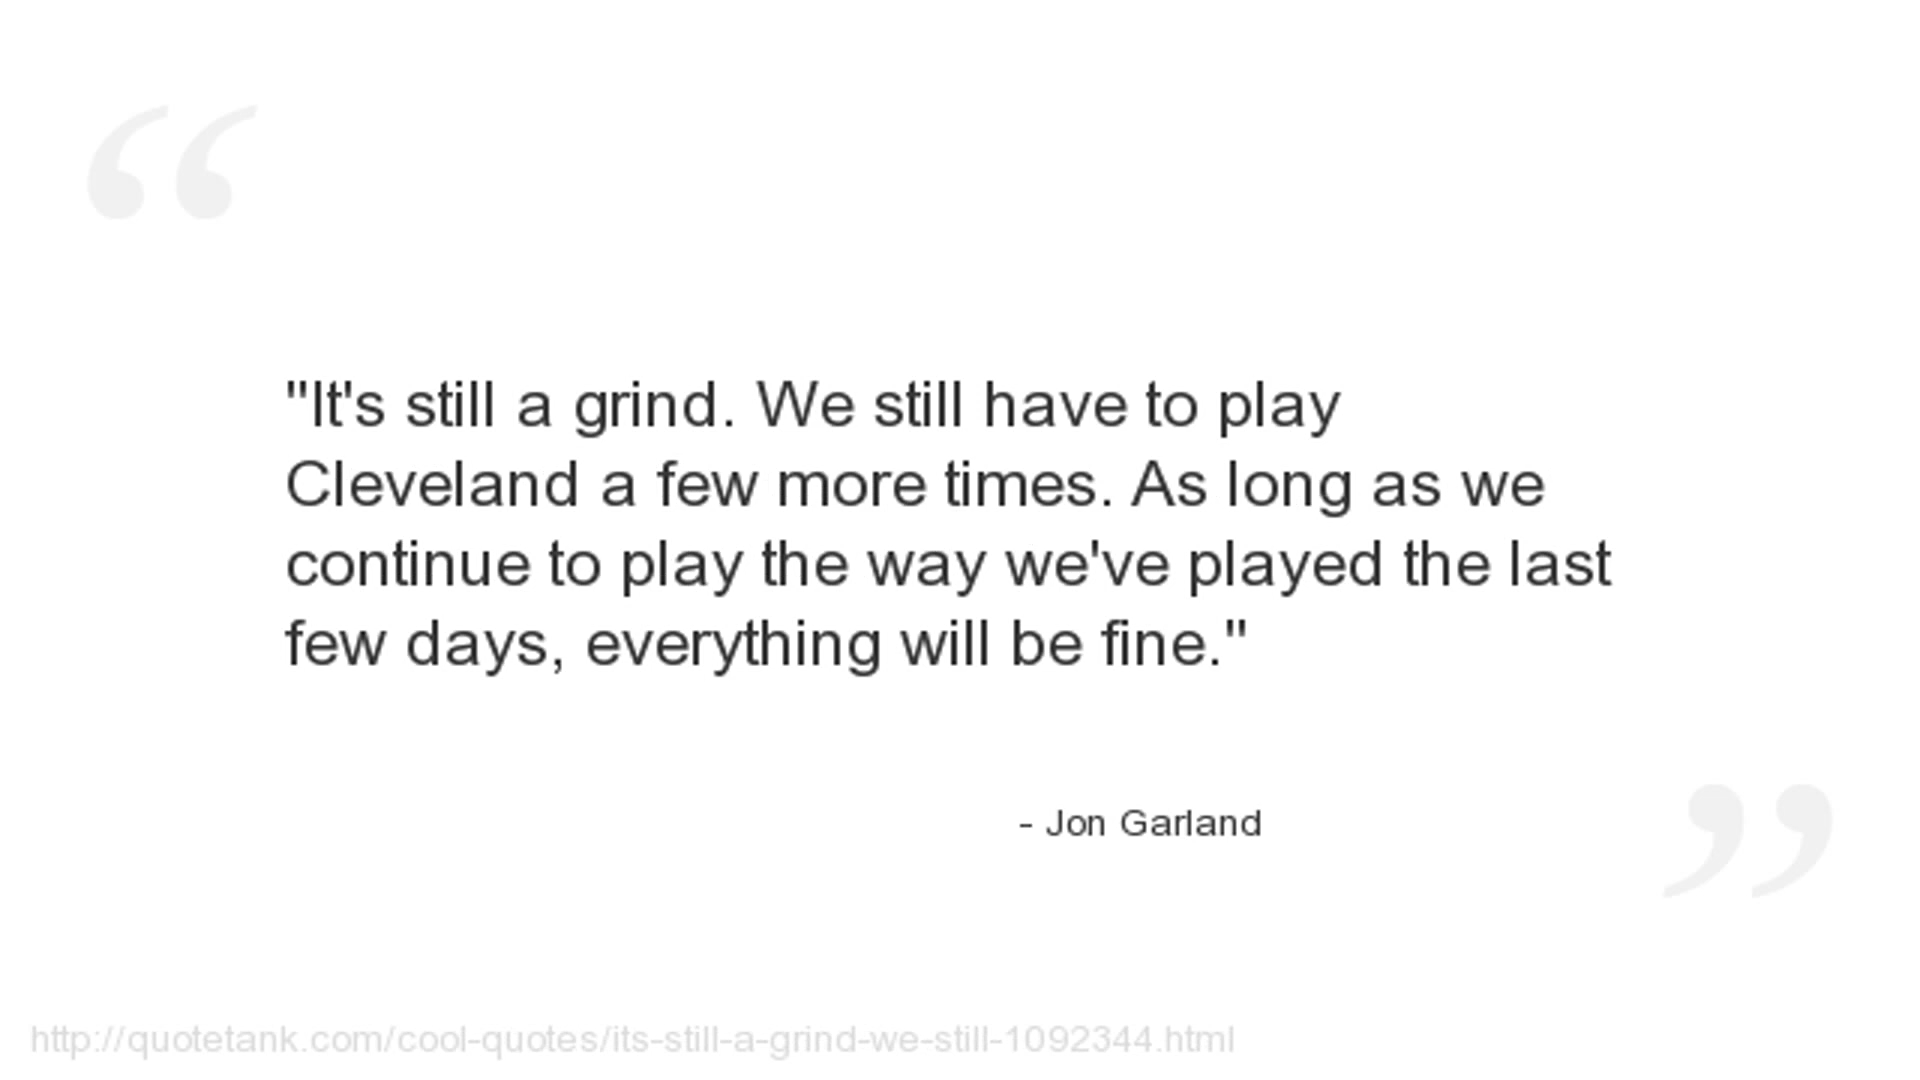 "It's still a grind. We still have to play
Cleveland a few more times. As long as we
continue to play the way we've played the last
few days, everything will be fine."
- Jon Garland
http://quotetank.com/cool-quotes/its-still-a-grind-we-still-1092344.html